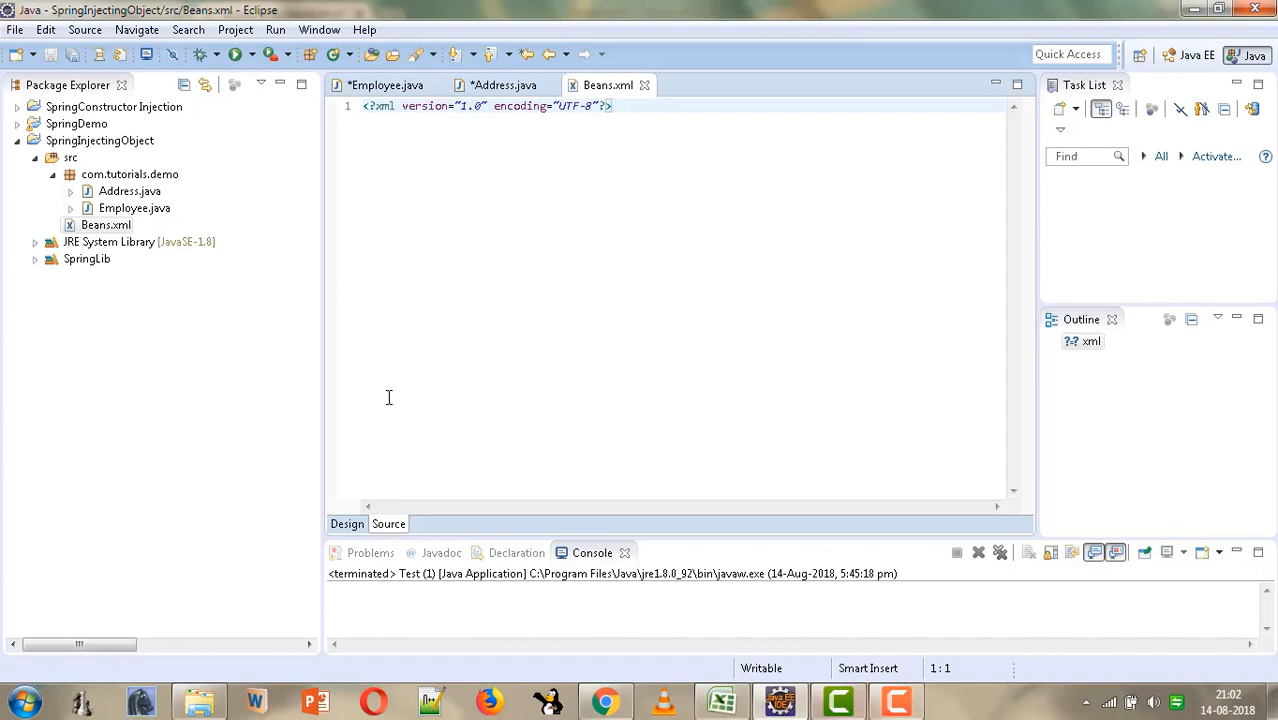 Java - SpringInjectingObject/src/Beans.xml - Eclipse
File Edit Source Navigate Search Project Run Window Help
Quick Access Java EE Java
Package Explorer
SpringConstructor Injection
SpringDemo
SpringInjectingObject
src
com.tutorials.demo
Address.java
Employee.java
Beans.xml
JRE System Library [JavaSE-1.8]
SpringLib
*Employee.java *Address.java Beans.xml
1 <?xml version="1.0" encoding="UTF-8"?>
Design Source
Task List
Find All Activate...
Outline
?=? xml
Problems Javadoc Declaration Console
<terminated> Test (1) [Java Application] C:\Program Files\Java\jre1.8.0_92\bin\javaw.exe (14-Aug-2018, 5:45:18 pm)
Writable Smart Insert 1 : 1
21:02
14-08-2018